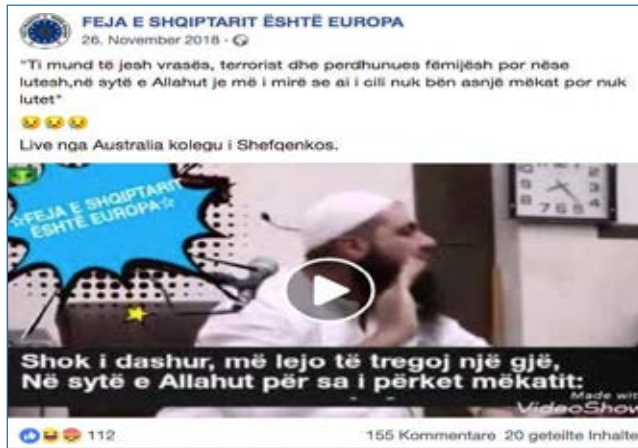 FEJA E SHQIPTARIT ËSHTË EUROPA
26. November 2018 ·
"Ti mund të jesh vrasës, terrorist dhe perdhunues fëmijësh por nëse
lutesh,në sytë e Allahut je më i mirë se ai i cili nuk bën asnjë mëkat por nuk
lutet"
Live nga Australia kolegu i Shefqenkos.
☆FEJA E SHQIPTARIT
ËSHTË EUROPA☆
Shok i dashur, më lejo të tregoj një gjë,
Në sytë e Allahut për sa i përket mëkatit:
Made with
VideoShow
112
155 Kommentare 20 geteilte Inhalte